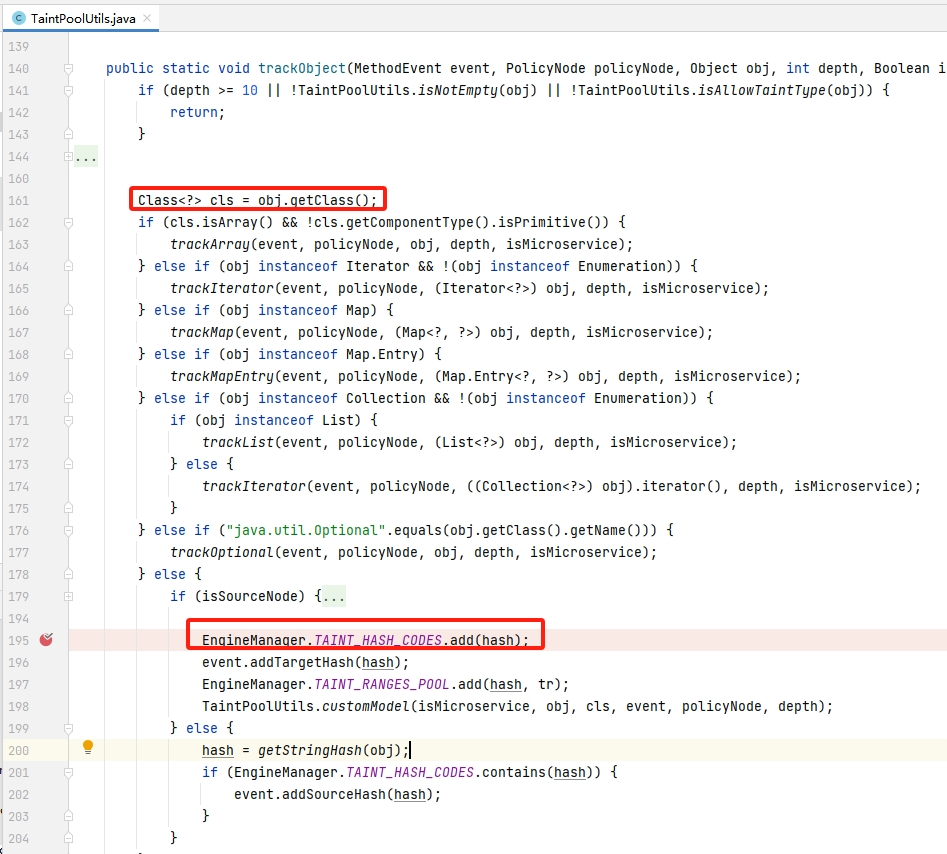 TaintPoolUtils.java
139
140 public static void trackObject(MethodEvent event, PolicyNode policyNode, Object obj, int depth, Boolean i
141 if (depth >= 10 || !TaintPoolUtils.isNotEmpty(obj) || !TaintPoolUtils.isAllowTaintType(obj)) {
142 return;
143 }
144 ...
160
161 Class<?> cls = obj.getClass();
162 if (cls.isArray() && !cls.getComponentType().isPrimitive()) {
163 trackArray(event, policyNode, obj, depth, isMicroservice);
164 } else if (obj instanceof Iterator && !(obj instanceof Enumeration)) {
165 trackIterator(event, policyNode, (Iterator<?>) obj, depth, isMicroservice);
166 } else if (obj instanceof Map) {
167 trackMap(event, policyNode, (Map<?, ?>) obj, depth, isMicroservice);
168 } else if (obj instanceof Map.Entry) {
169 trackMapEntry(event, policyNode, (Map.Entry<?, ?>) obj, depth, isMicroservice);
170 } else if (obj instanceof Collection && !(obj instanceof Enumeration)) {
171 if (obj instanceof List) {
172 trackList(event, policyNode, (List<?>) obj, depth, isMicroservice);
173 } else {
174 trackIterator(event, policyNode, ((Collection<?>) obj).iterator(), depth, isMicroservice);
175 }
176 } else if ("java.util.Optional".equals(obj.getClass().getName())) {
177 trackOptional(event, policyNode, obj, depth, isMicroservice);
178 } else {
179 if (isSourceNode) {...
194
195 EngineManager.TAINT_HASH_CODES.add(hash);
196 event.addTargetHash(hash);
197 EngineManager.TAINT_RANGES_POOL.add(hash, tr);
198 TaintPoolUtils.customModel(isMicroservice, obj, cls, event, policyNode, depth);
199 } else {
200 hash = getStringHash(obj);
201 if (EngineManager.TAINT_HASH_CODES.contains(hash)) {
202 event.addSourceHash(hash);
203 }
204 }